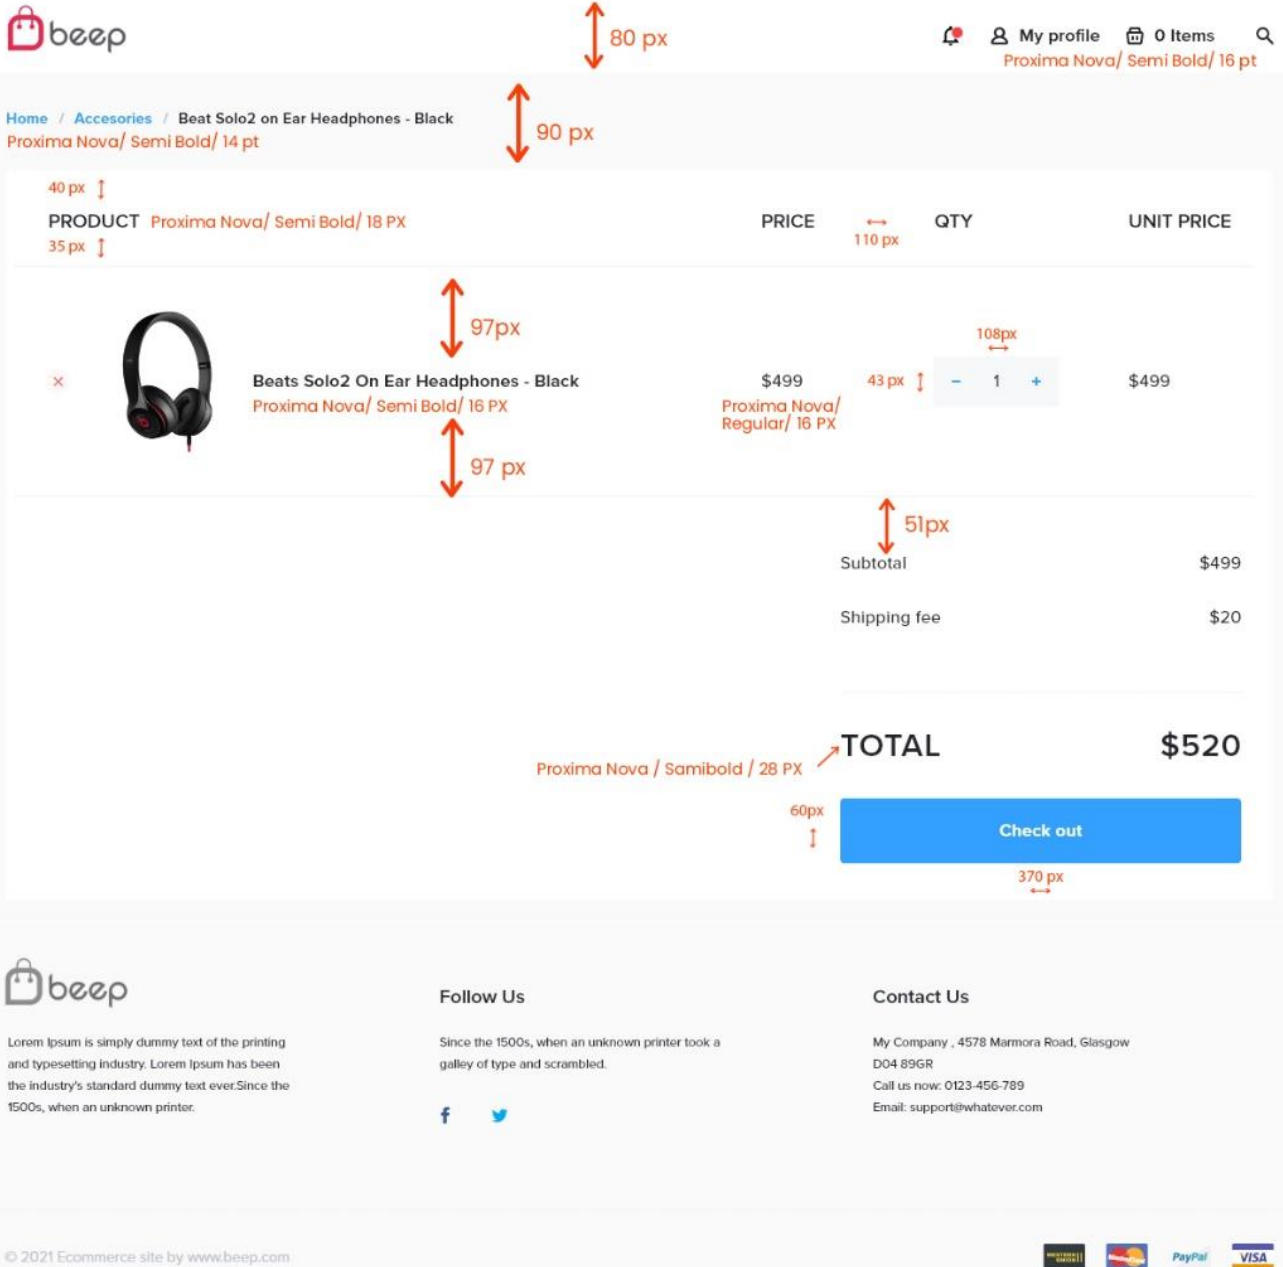 beep
80 px
My profile
0 Items
Proxima Nova/ Semi Bold/ 16 pt
90 px
Home / Accesories / Beat Solo2 on Ear Headphones - Black
Proxima Nova/ Semi Bold/ 14 pt
40 px
PRODUCT Proxima Nova/ Semi Bold/ 18 PX
PRICE
QTY
UNIT PRICE
35 px
110 px
97px
108px
×
Beats Solo2 On Ear Headphones - Black
$499
43 px
− 1 +
$499
Proxima Nova/ Semi Bold/ 16 PX
Proxima Nova/
Regular/ 16 PX
97 px
51px
Subtotal $499
Shipping fee $20
TOTAL $520
Proxima Nova / Samibold / 28 PX
60px
Check out
370 px
beep
Lorem Ipsum is simply dummy text of the printing
and typesetting industry. Lorem Ipsum has been
the industry's standard dummy text ever.Since the
1500s, when an unknown printer.
Follow Us
Since the 1500s, when an unknown printer took a
galley of type and scrambled.
f
Contact Us
My Company , 4578 Marmora Road, Glasgow
D04 89GR
Call us now: 0123-456-789
Email: support@whatever.com
© 2021 Ecommerce site by www.beep.com
WESTERN UNION
MasterCard
PayPal
VISA